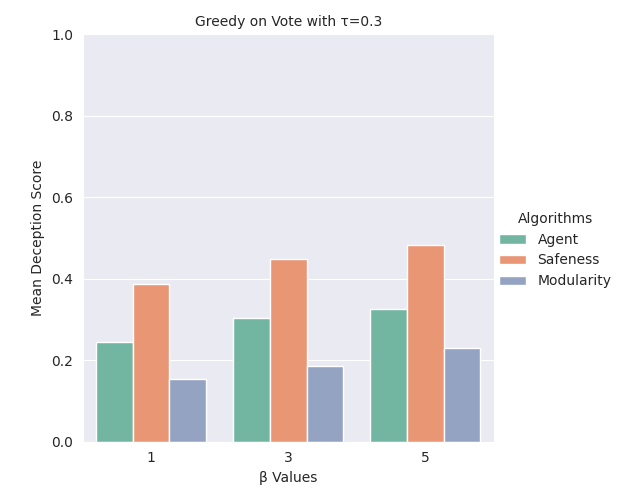 Greedy on Vote with τ=0.3
1.0
0.8
0.6
0.4
0.2
0.0
Mean Deception Score
1
3
5
β Values
Algorithms
Agent
Safeness
Modularity